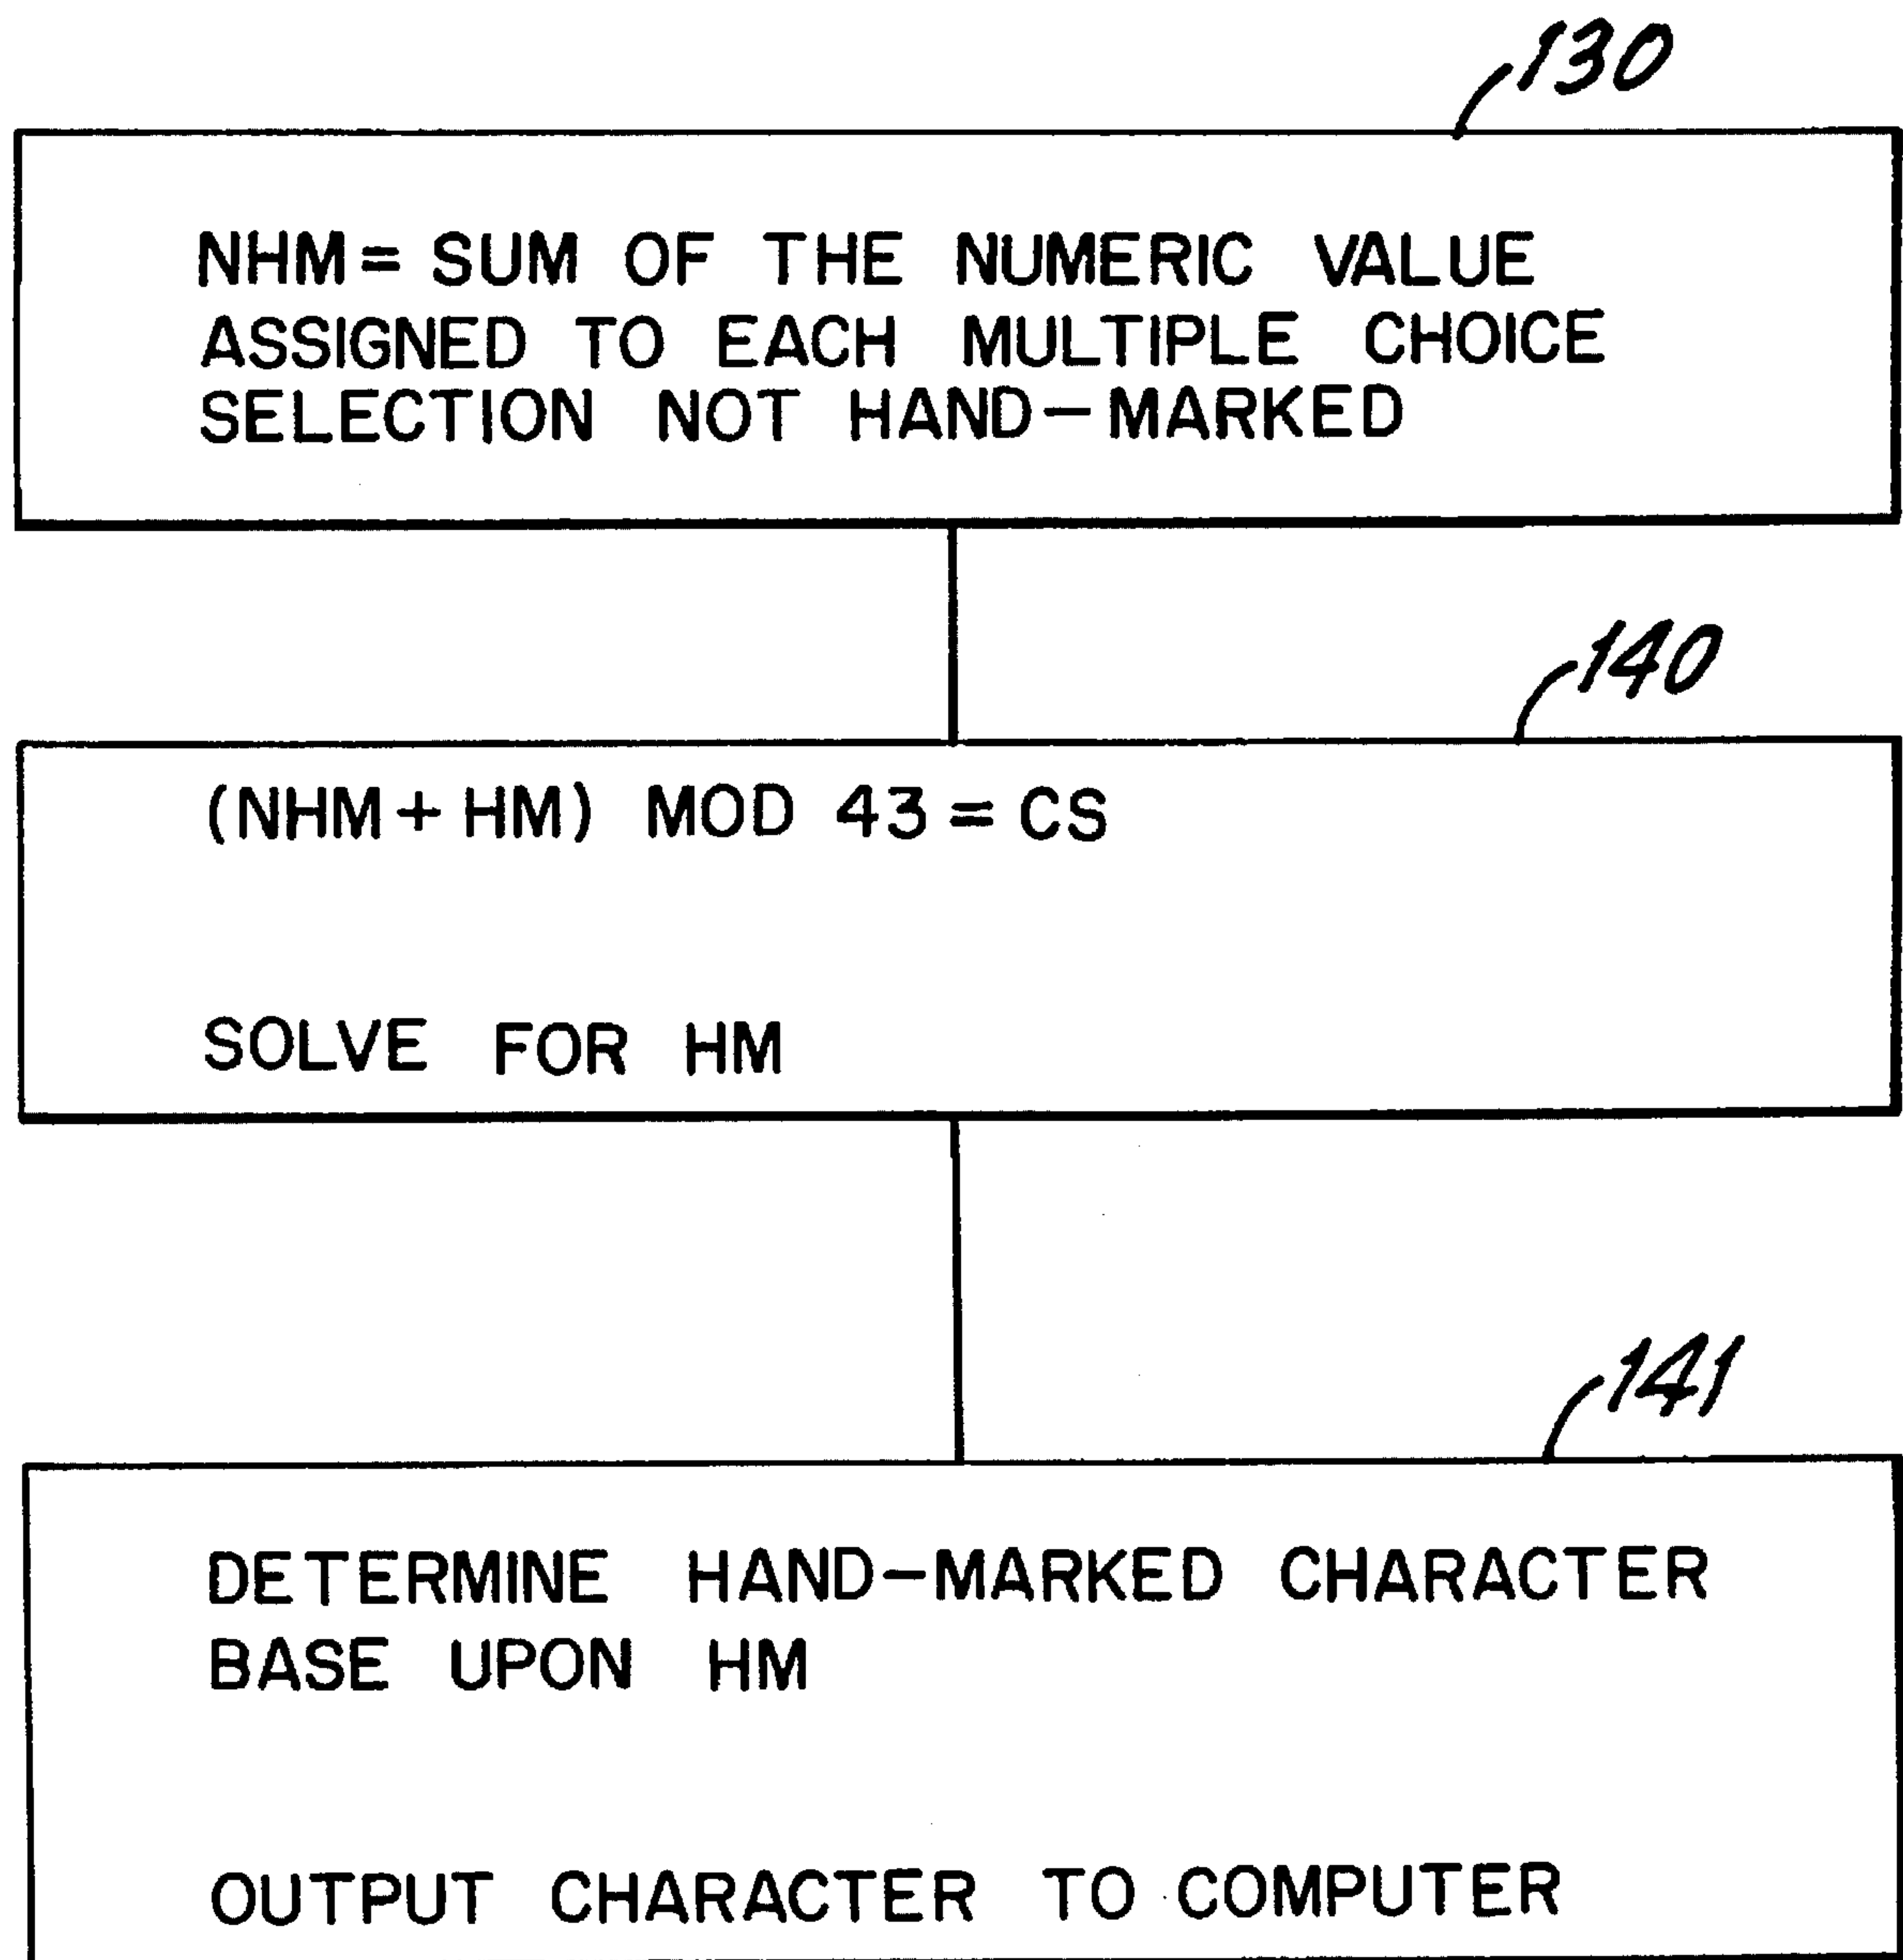 130
NHM = SUM OF THE NUMERIC VALUE
ASSIGNED TO EACH MULTIPLE CHOICE
SELECTION NOT HAND-MARKED
140
(NHM + HM) MOD 43 = CS
SOLVE FOR HM
141
DETERMINE HAND-MARKED CHARACTER
BASE UPON HM
OUTPUT CHARACTER TO COMPUTER